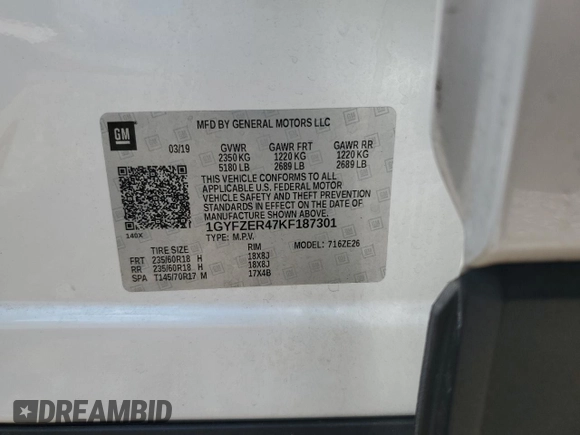 GM
MFD BY GENERAL MOTORS LLC
03/19 GVWR GAWR FRT GAWR RR
2350 KG 1220 KG 1220 KG
5180 LB 2689 LB 2689 LB
THIS VEHICLE CONFORMS TO ALL
APPLICABLE U.S. FEDERAL MOTOR
VEHICLE SAFETY AND THEFT PREVENTION
STANDARDS IN EFFECT ON THE DATE OF
MANUFACTURE SHOWN ABOVE.
1GYFZER47KF187301
140X TYPE: M.P.V. MODEL: 716ZE26
TIRE SIZE RIM
FRT 235/60R18 H 18X8J
RR 235/60R18 H 18X8J
SPA T145/70R17 M 17X4B
DREAMBID